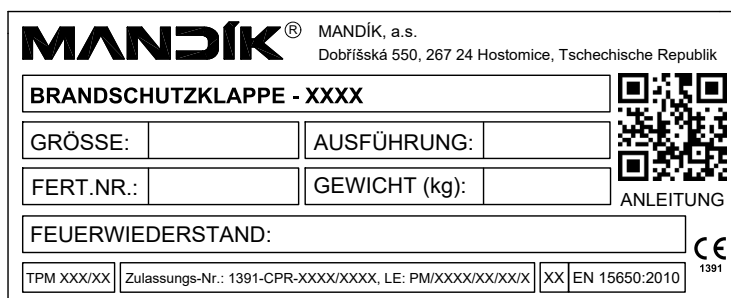 MANDÍK® MANDÍK, a.s.
Dobříšská 550, 267 24 Hostomice, Tschechische Republik
BRANDSCHUTZKLAPPE - XXXX
GRÖSSE: AUSFÜHRUNG:
FERT.NR.: GEWICHT (kg):
ANLEITUNG
FEUERWIEDERSTAND:
CE
1391
TPM XXX/XX Zulassungs-Nr.: 1391-CPR-XXXX/XXXX, LE: PM/XXXX/XX/XX/X XX EN 15650:2010